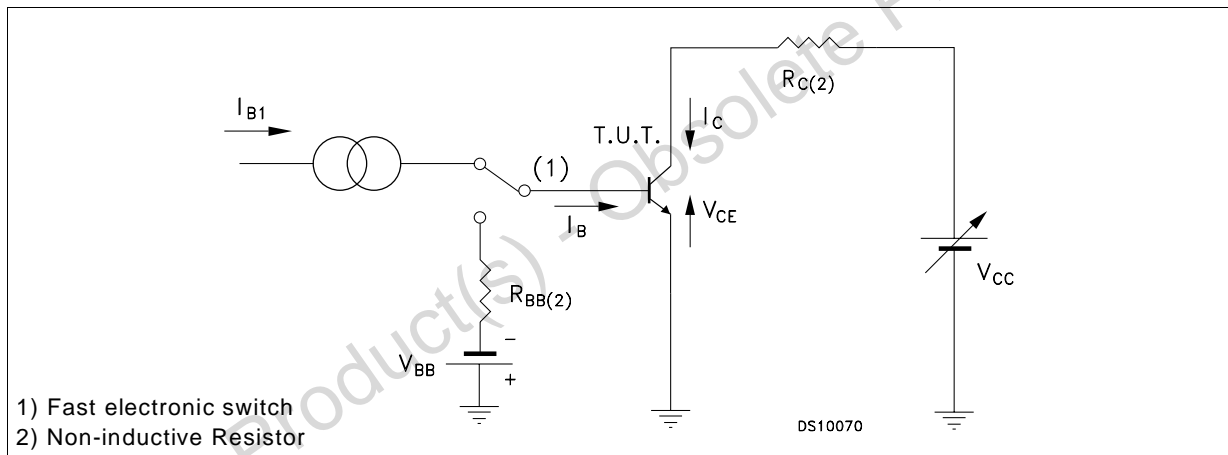 Product(s) - Obsolete P
I_B1
(1)
T.U.T.
I_C
R_C(2)
I_B
V_CE
V_CC
R_BB(2)
V_BB
-
+
1) Fast electronic switch
2) Non-inductive Resistor
DS10070